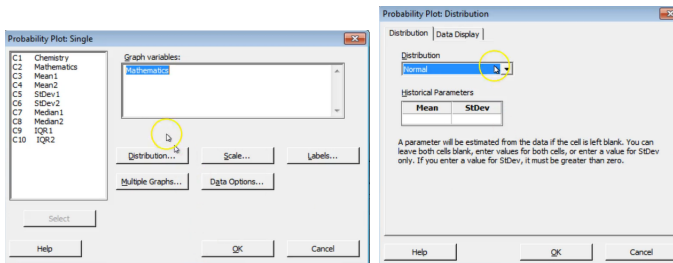 Probability Plot: Single
C1 Chemistry
C2 Mathematics
C3 Mean1
C4 Mean2
C5 StDev1
C6 StDev2
C7 Median1
C8 Median2
C9 IQR1
C10 IQR2
Graph variables:
Mathematics
Distribution...
Scale...
Labels...
Multiple Graphs...
Data Options...
Select
Help
OK
Cancel
Probability Plot: Distribution
Distribution
Data Display
Distribution
Normal
Historical Parameters
Mean StDev
A parameter will be estimated from the data if the cell is left blank. You can
leave both cells blank, enter values for both cells, or enter a value for StDev
only. If you enter a value for StDev, it must be greater than zero.
Help
OK
Cancel